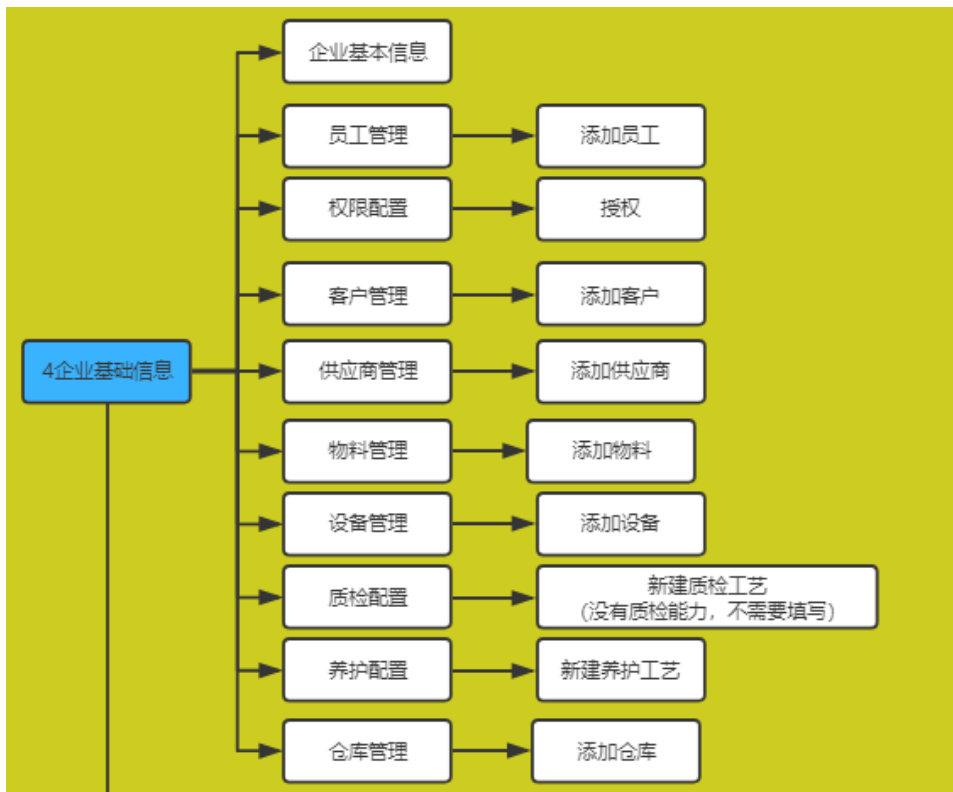 企业基本信息
员工管理
添加员工
权限配置
授权
客户管理
添加客户
4企业基础信息
供应商管理
添加供应商
物料管理
添加物料
设备管理
添加设备
质检配置
新建质检工艺
（没有质检能力，不需要填写）
养护配置
新建养护工艺
仓库管理
添加仓库